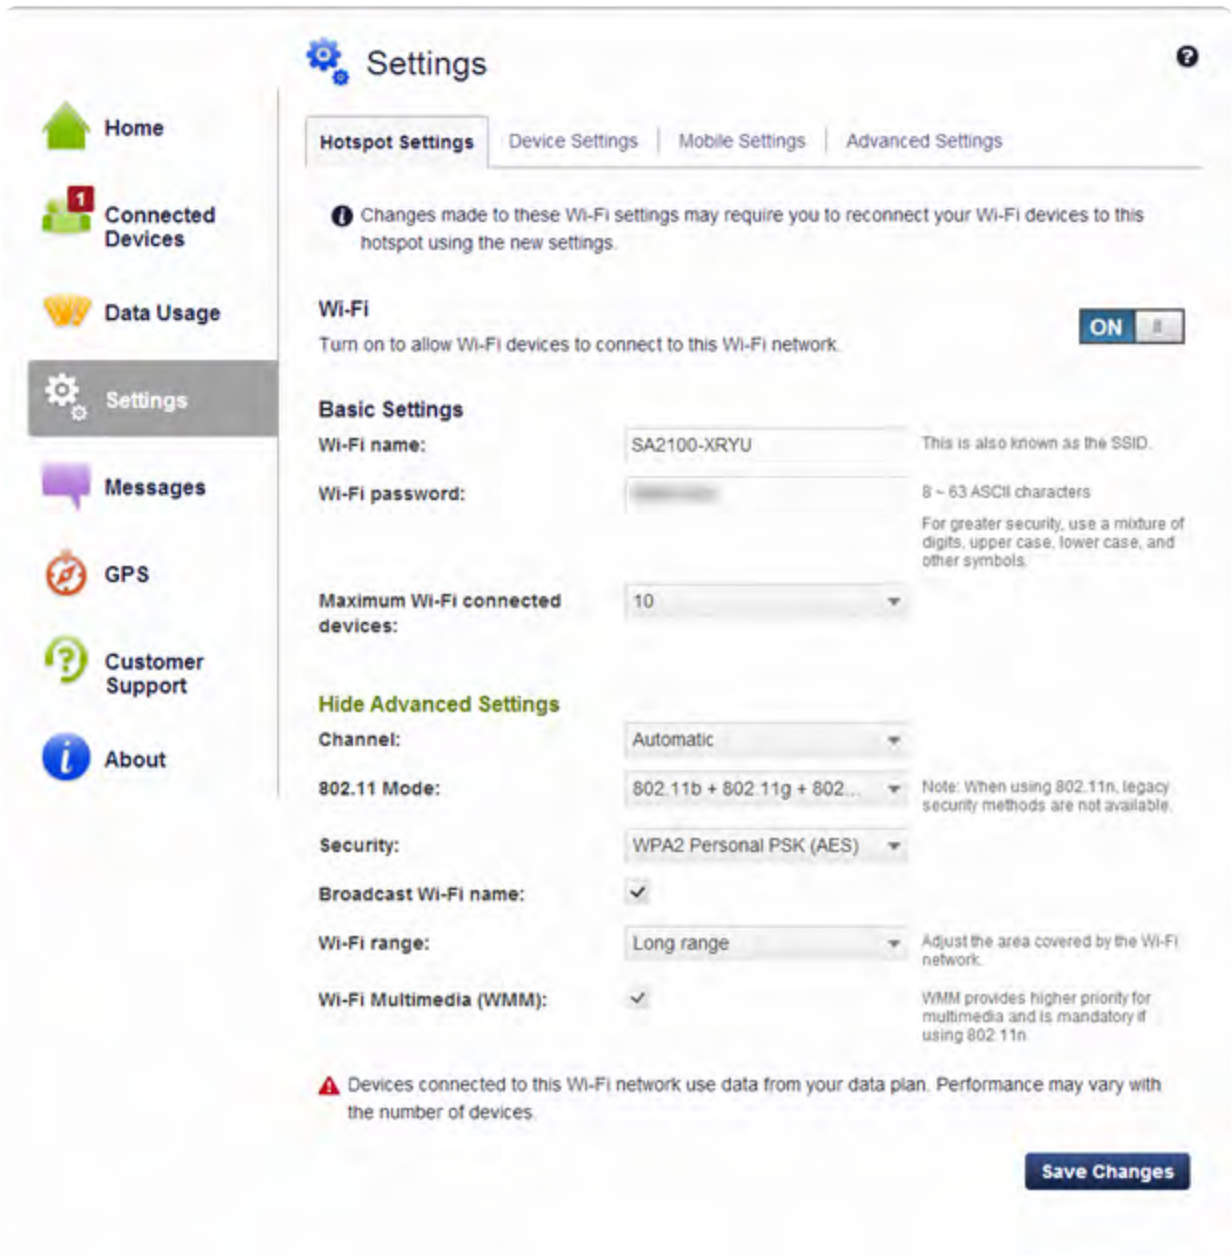 Settings
Home
Connected
Devices
1
Data Usage
Settings
Messages
GPS
Customer
Support
About
Hotspot Settings
Device Settings
Mobile Settings
Advanced Settings
Changes made to these Wi-Fi settings may require you to reconnect your Wi-Fi devices to this
hotspot using the new settings.
Wi-Fi
ON
Turn on to allow Wi-Fi devices to connect to this Wi-Fi network.
Basic Settings
Wi-Fi name:
SA2100-XRYU
This is also known as the SSID.
Wi-Fi password:
8 ~ 63 ASCII characters
For greater security, use a mixture of
digits, upper case, lower case, and
other symbols.
Maximum Wi-Fi connected
devices:
10
Hide Advanced Settings
Channel:
Automatic
802.11 Mode:
802.11b + 802.11g + 802...
Note: When using 802.11n, legacy
security methods are not available.
Security:
WPA2 Personal PSK (AES)
Broadcast Wi-Fi name:
Wi-Fi range:
Long range
Adjust the area covered by the Wi-Fi
network.
Wi-Fi Multimedia (WMM):
WMM provides higher priority for
multimedia and is mandatory if
using 802.11n
Devices connected to this Wi-Fi network use data from your data plan. Performance may vary with
the number of devices.
Save Changes